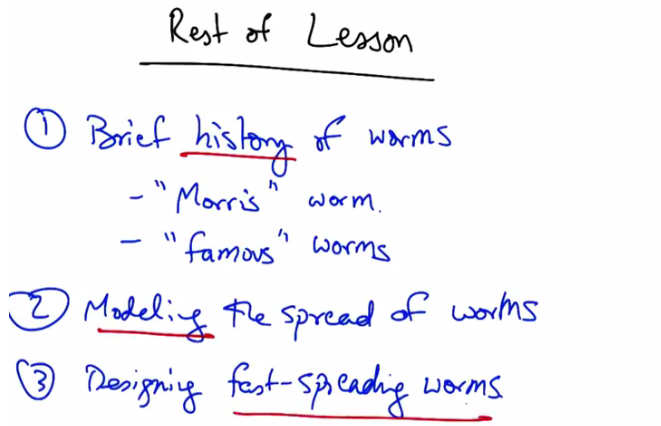 Rest of Lesson
① Brief history of worms
- "Morris" worm.
- "famous" worms
② Modeling the spread of worms
③ Designing fast-spreading worms